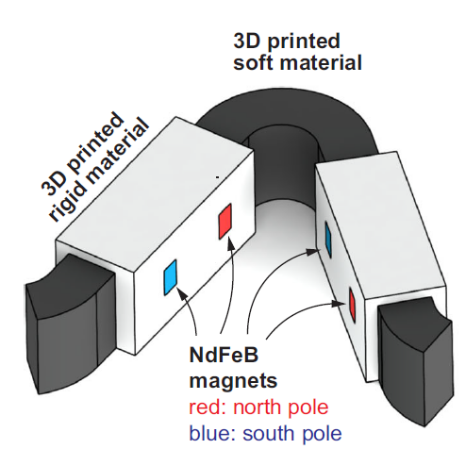 3D printed
soft material
3D printed
rigid material
NdFeB
magnets
red: north pole
blue: south pole